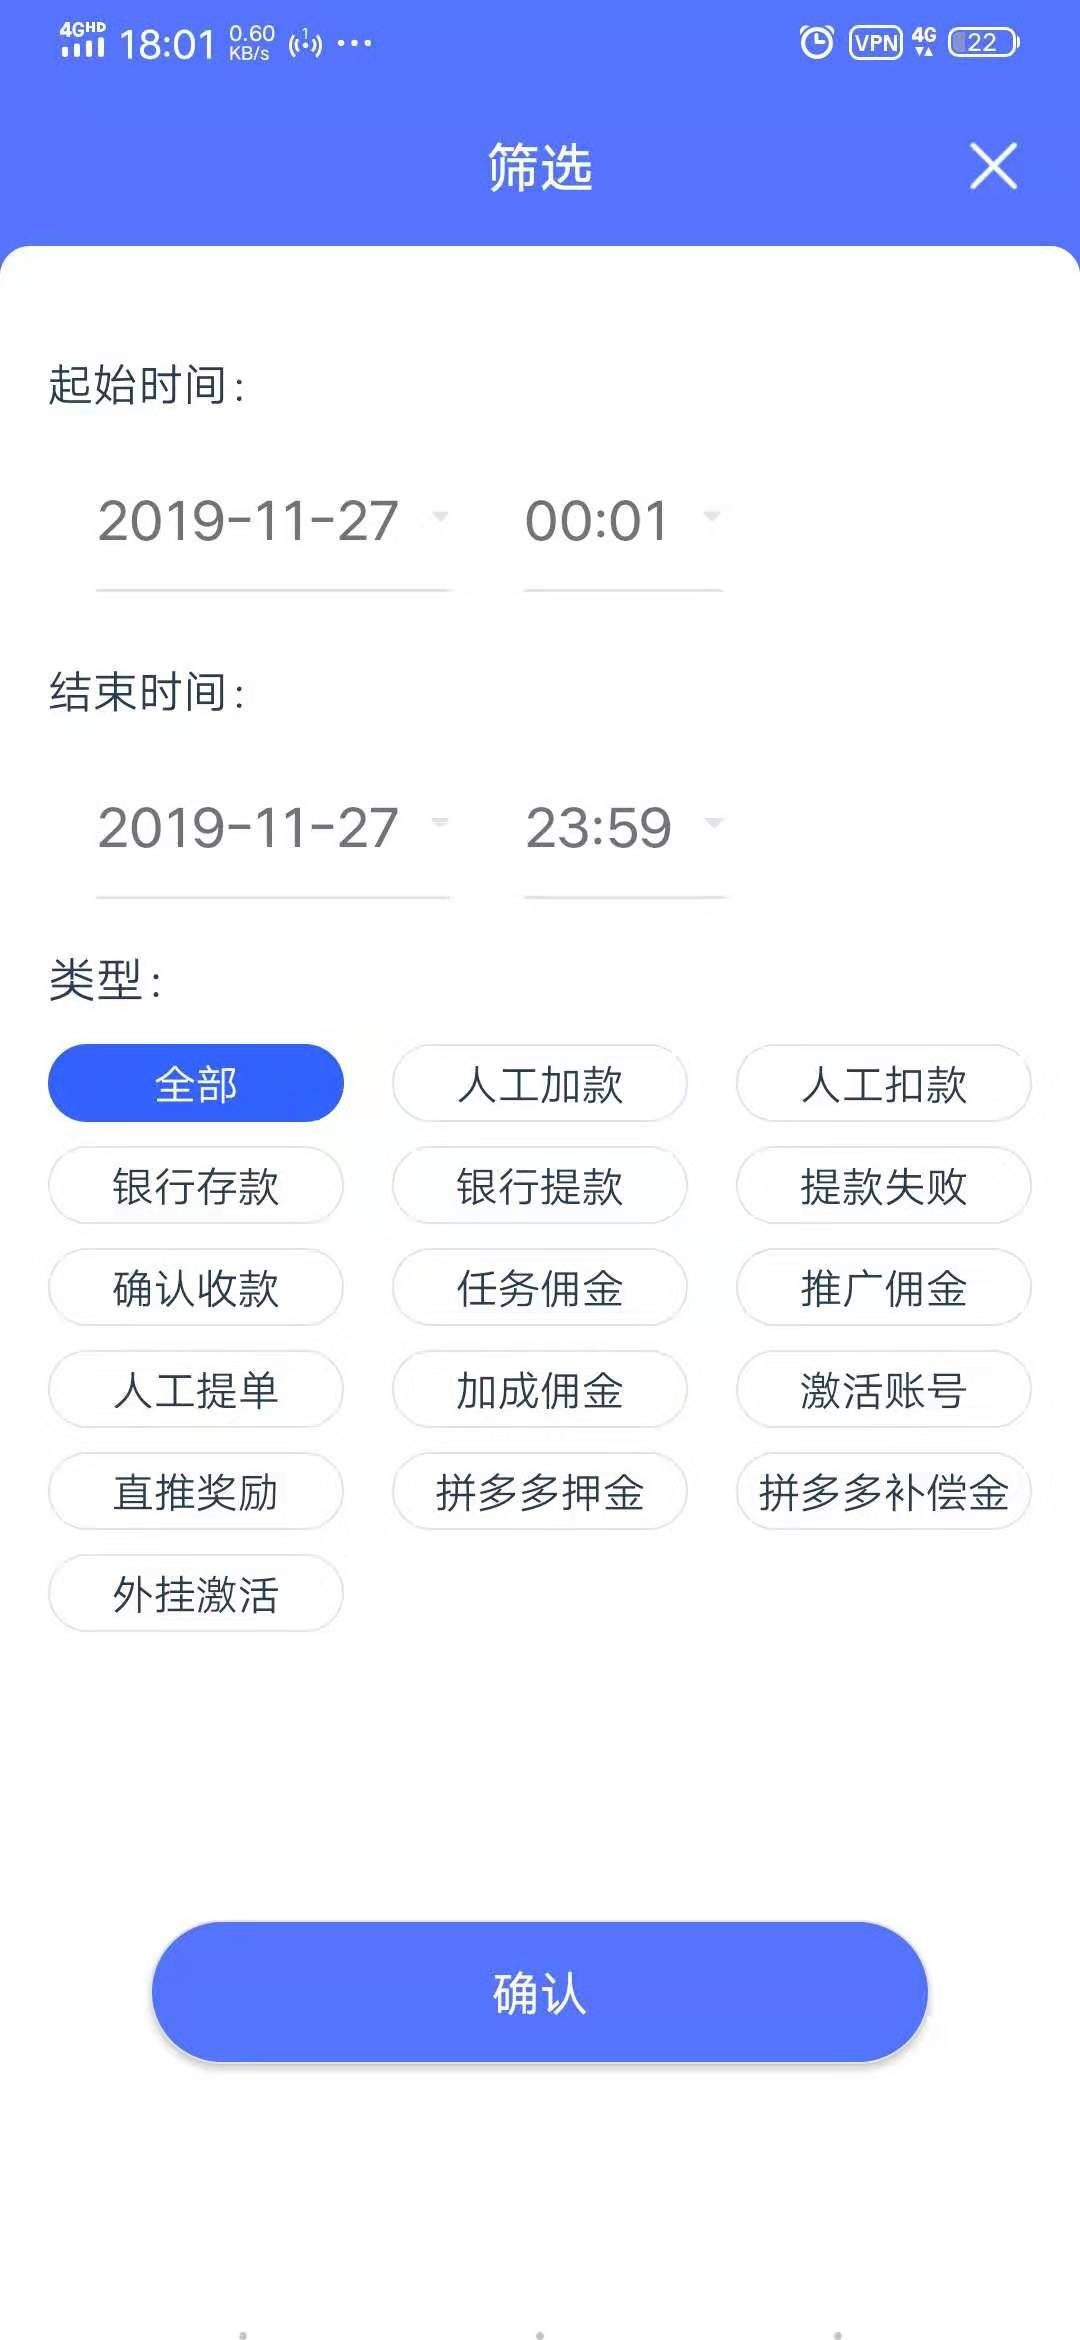 4GHD 18:01 0.60 KB/s 1 ... VPN 4G 22
筛选
起始时间:
2019-11-27 00:01
结束时间:
2019-11-27 23:59
类型:
全部 人工加款 人工扣款
银行存款 银行提款 提款失败
确认收款 任务佣金 推广佣金
人工提单 加成佣金 激活账号
直推奖励 拼多多押金 拼多多补偿金
外挂激活
确认